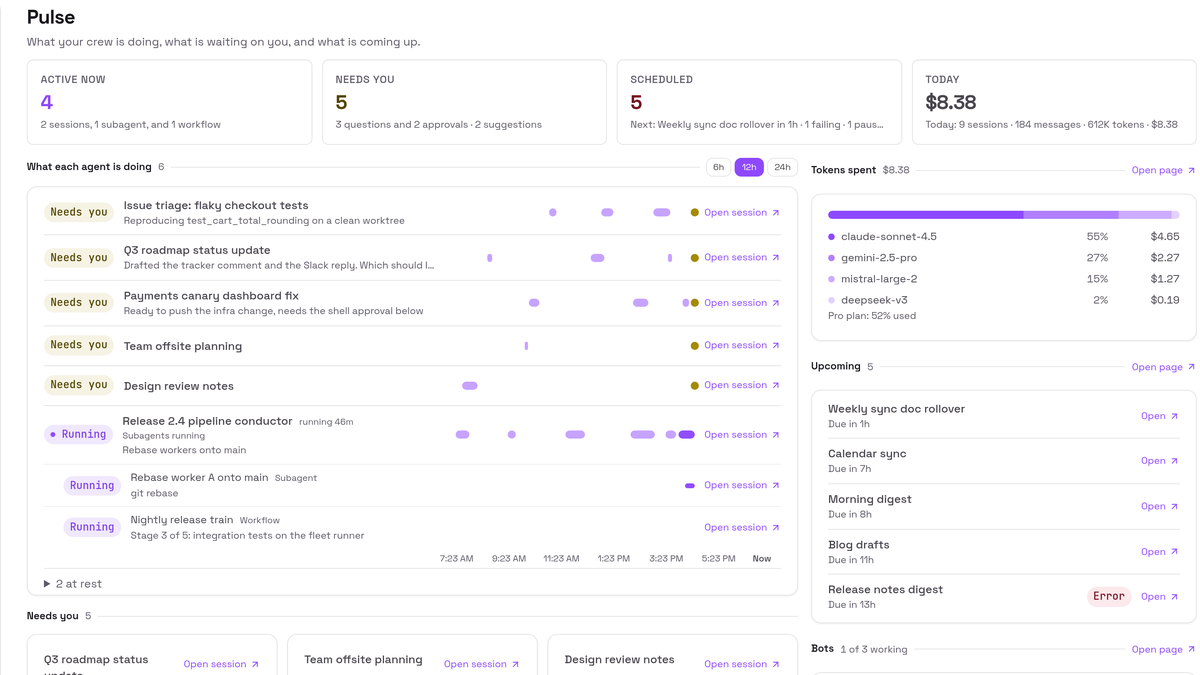 Pulse
What your crew is doing, what is waiting on you, and what is coming up.
ACTIVE NOW
4
2 sessions, 1 subagent, and 1 workflow
NEEDS YOU
5
3 questions and 2 approvals · 2 suggestions
SCHEDULED
5
Next: Weekly sync doc rollover in 1h · 1 failing · 1 paus...
TODAY
$8.38
Today: 9 sessions · 184 messages · 612K tokens · $8.38
What each agent is doing 6
6h 12h 24h
Needs you
Issue triage: flaky checkout tests
Reproducing test_cart_total_rounding on a clean worktree
Open session
Needs you
Q3 roadmap status update
Drafted the tracker comment and the Slack reply. Which should I...
Open session
Needs you
Payments canary dashboard fix
Ready to push the infra change, needs the shell approval below
Open session
Needs you
Team offsite planning
Open session
Needs you
Design review notes
Open session
Running
Release 2.4 pipeline conductor running 46m
Subagents running
Rebase workers onto main
Open session
Running
Rebase worker A onto main Subagent
git rebase
Open session
Running
Nightly release train Workflow
Stage 3 of 5: integration tests on the fleet runner
Open session
7:23 AM 9:23 AM 11:23 AM 1:23 PM 3:23 PM 5:23 PM Now
2 at rest
Needs you 5
Q3 roadmap status update
Open session
Team offsite planning
Open session
Design review notes
Open session
Tokens spent $8.38
Open page
claude-sonnet-4.5 55% $4.65
gemini-2.5-pro 27% $2.27
mistral-large-2 15% $1.27
deepseek-v3 2% $0.19
Pro plan: 52% used
Upcoming 5
Open page
Weekly sync doc rollover
Due in 1h
Open
Calendar sync
Due in 7h
Open
Morning digest
Due in 8h
Open
Blog drafts
Due in 11h
Open
Release notes digest
Due in 13h
Error
Open
Bots 1 of 3 working
Open page